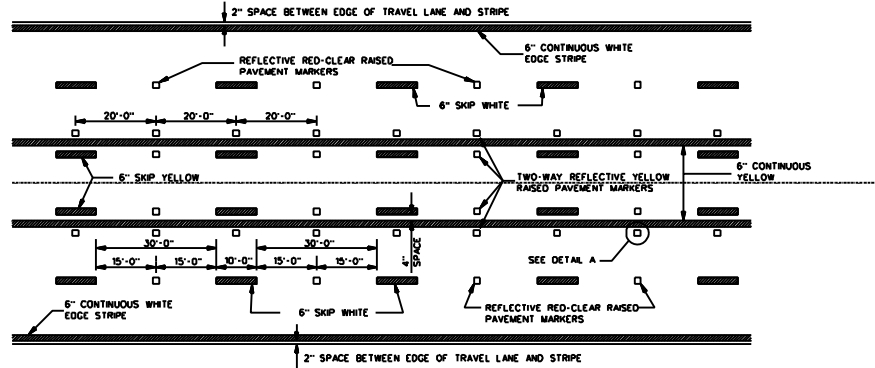 2" SPACE BETWEEN EDGE OF TRAVEL LANE AND STRIPE
6" CONTINUOUS WHITE
EDGE STRIPE
REFLECTIVE RED-CLEAR RAISED
PAVEMENT MARKERS
6" SKIP WHITE
20'-0" 20'-0" 20'-0"
6" SKIP YELLOW
TWO-WAY REFLECTIVE YELLOW
RAISED PAVEMENT MARKERS
6" CONTINUOUS
YELLOW
30'-0" 30'-0"
15'-0" 15'-0" 10'-0" 15'-0" 15'-0"
4"
SPACE
SEE DETAIL A
6" CONTINUOUS WHITE
EDGE STRIPE
6" SKIP WHITE
REFLECTIVE RED-CLEAR RAISED
PAVEMENT MARKERS
2" SPACE BETWEEN EDGE OF TRAVEL LANE AND STRIPE